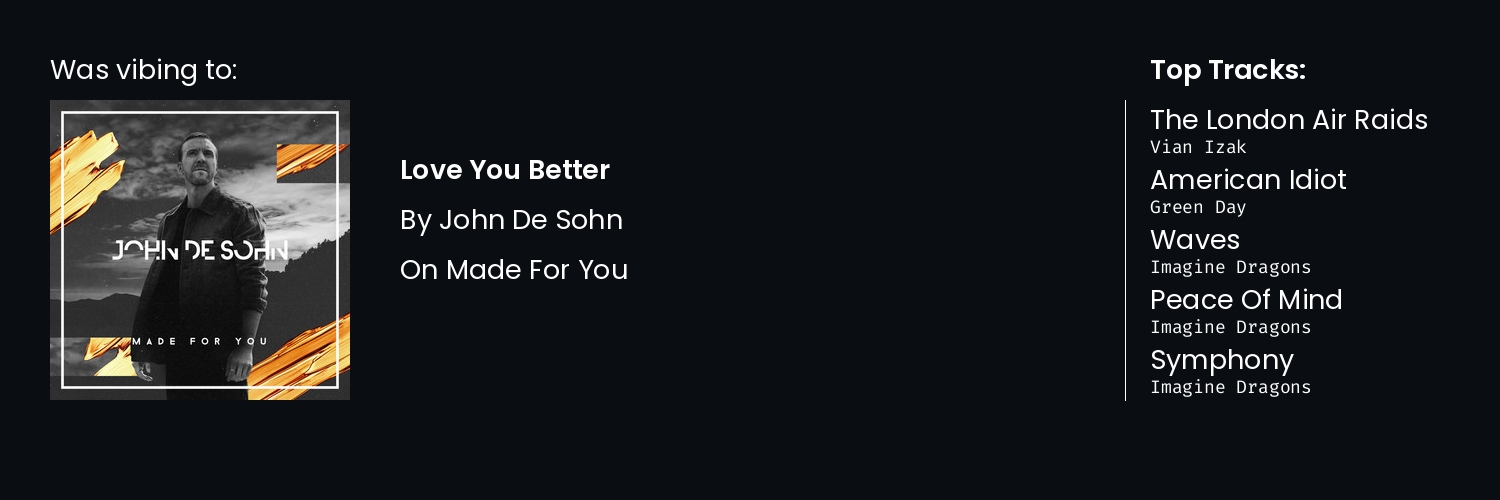 Was vibing to:
JOHN DE SOHN
MADE FOR YOU
Love You Better
By John De Sohn
On Made For You
Top Tracks:
The London Air Raids
Vian Izak
American Idiot
Green Day
Waves
Imagine Dragons
Peace Of Mind
Imagine Dragons
Symphony
Imagine Dragons